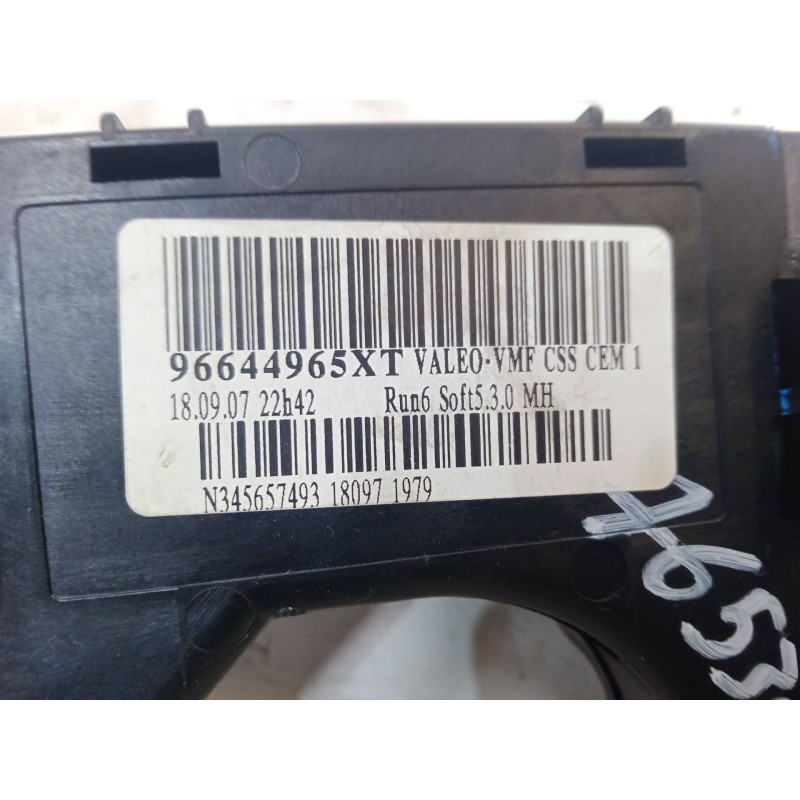 96644965XT VALEO-VMF CSS CEM 1
18.09.07 22h42 Run6 Soft5.3.0 MH
N345657493 18097 1979